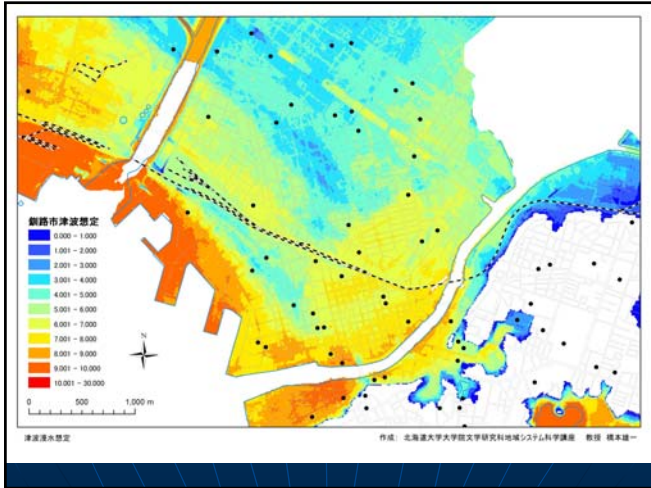 釧路市津波想定
0.000 - 1.000
1.001 - 2.000
2.001 - 3.000
3.001 - 4.000
4.001 - 5.000
5.001 - 6.000
6.001 - 7.000
7.001 - 8.000
8.001 - 9.000
9.001 - 10.000
10.001 - 30.000
N
0 500 1,000 m
津波浸水想定
作成: 北海道大学大学院文学研究科地域システム科学講座 教授 橋本雄一